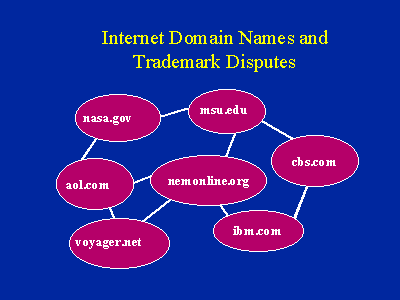 Internet Domain Names and
Trademark Disputes
nasa.gov
msu.edu
cbs.com
aol.com
nemonline.org
voyager.net
ibm.com